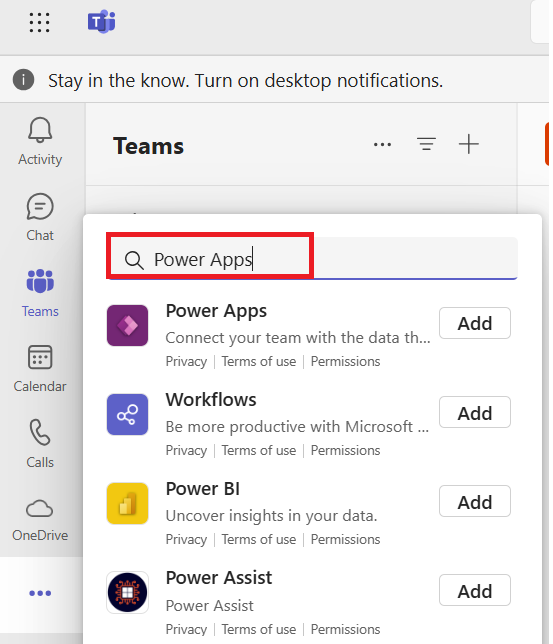 Stay in the know. Turn on desktop notifications.
Activity
Chat
Teams
Calendar
Calls
OneDrive
Teams
Power Apps
Power Apps
Connect your team with the data th...
Privacy | Terms of use | Permissions
Add
Workflows
Be more productive with Microsoft ...
Privacy | Terms of use | Permissions
Add
Power BI
Uncover insights in your data.
Privacy | Terms of use | Permissions
Add
Power Assist
Power Assist
Privacy | Terms of use | Permissions
Add